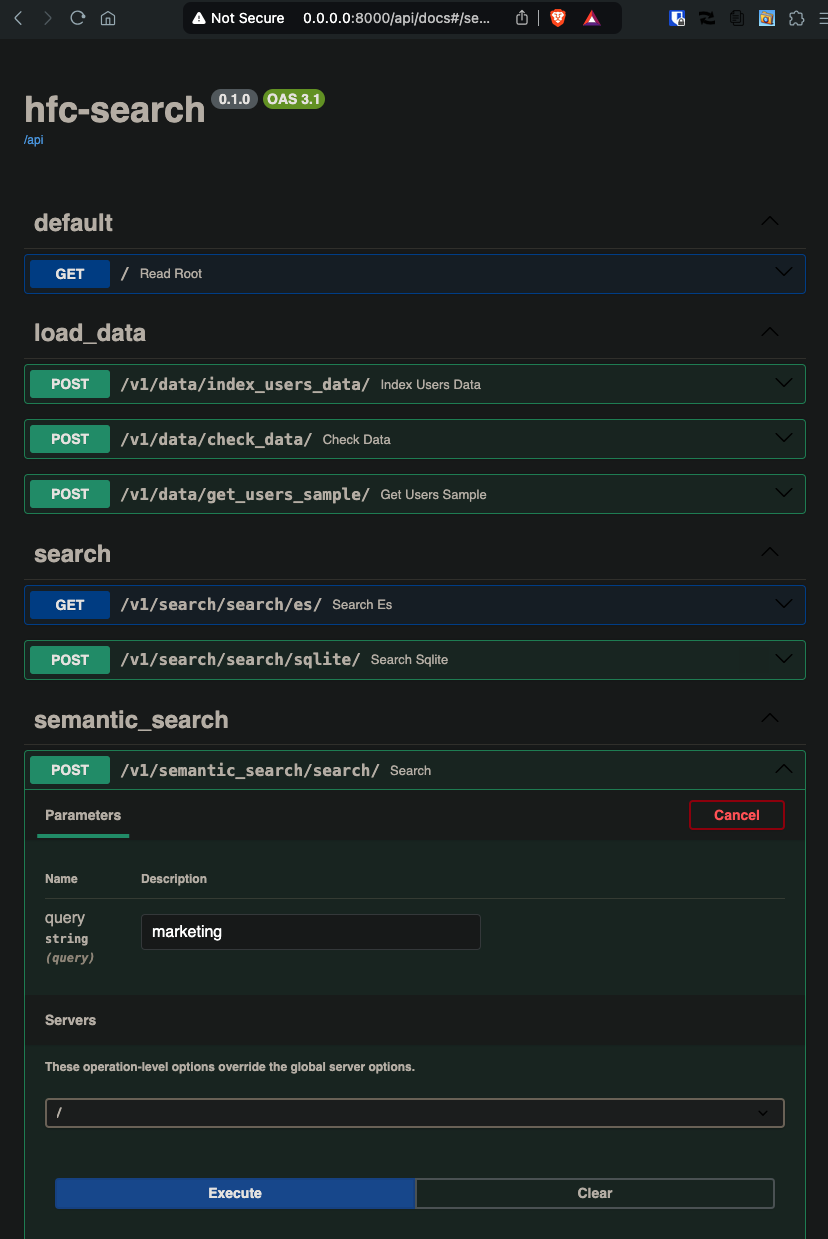 Not Secure 0.0.0.0:8000/api/docs#/se...
hfc-search 0.1.0 OAS 3.1
/api
default
GET / Read Root
load_data
POST /v1/data/index_users_data/ Index Users Data
POST /v1/data/check_data/ Check Data
POST /v1/data/get_users_sample/ Get Users Sample
search
GET /v1/search/search/es/ Search Es
POST /v1/search/search/sqlite/ Search Sqlite
semantic_search
POST /v1/semantic_search/search/ Search
Parameters Cancel
Name Description
query
string
(query)
marketing
Servers
These operation-level options override the global server options.
/
Execute Clear